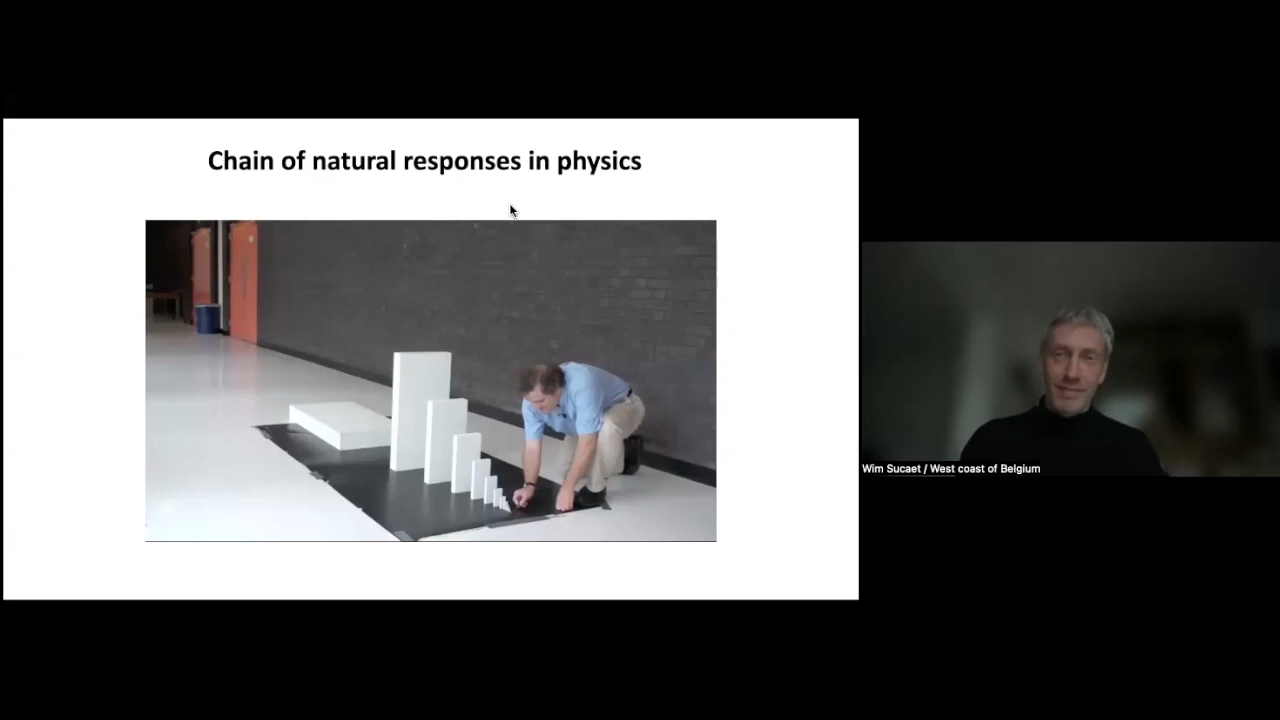 Chain of natural responses in physics
Wim Sucaet / West coast of Belgium